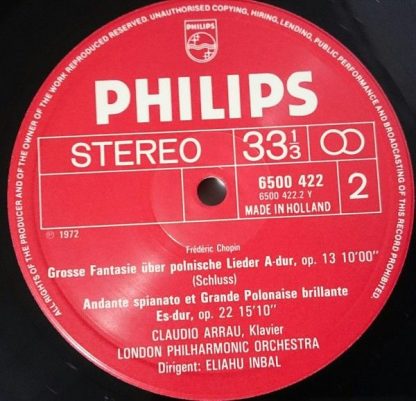 ALL RIGHTS OF THE PRODUCER AND OF THE OWNER OF THE WORK REPRODUCED RESERVED. UNAUTHORISED COPYING, HIRING, LENDING, PUBLIC PERFORMANCE AND BROADCASTING OF THIS RECORD PROHIBITED.
PHILIPS
PHILIPS
STEREO
33 1/3
6500 422
6500 422.2 Y
MADE IN HOLLAND
2
℗ 1972
Frédéric Chopin
Grosse Fantasie über polnische Lieder A-dur, op. 13 10'00"
(Schluss)
Andante spianato et Grande Polonaise brillante
Es-dur, op. 22 15'10"
CLAUDIO ARRAU, Klavier
LONDON PHILHARMONIC ORCHESTRA
Dirigent: ELIAHU INBAL